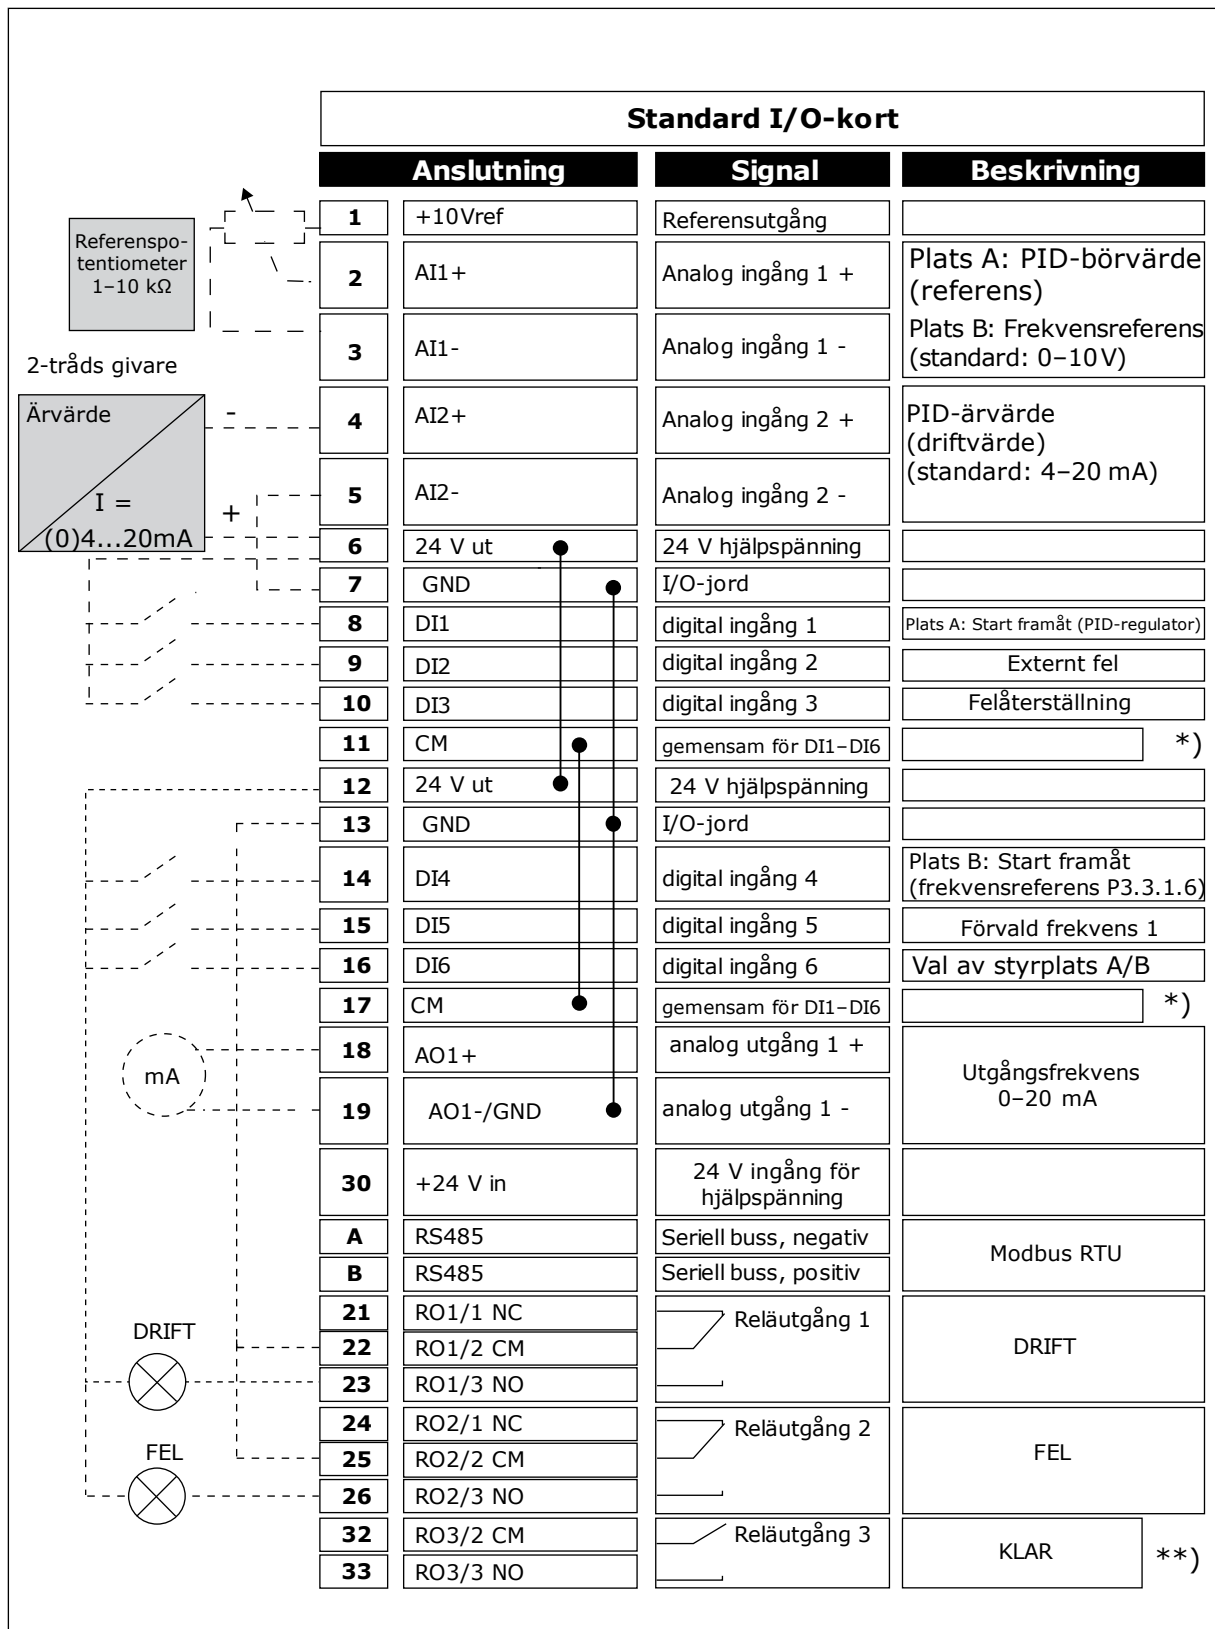 Standard I/O-kort
Anslutning Signal Beskrivning
Referenspo-
tentiometer
1–10 kΩ
2-tråds givare
Ärvärde
-
I =
(0)4...20mA
+
1 +10Vref Referensutgång
2 AI1+ Analog ingång 1 +
Plats A: PID-börvärde
(referens)
3 AI1- Analog ingång 1 -
Plats B: Frekvensreferens
(standard: 0–10V)
4 AI2+ Analog ingång 2 +
PID-ärvärde
(driftvärde)
(standard: 4–20 mA)
5 AI2- Analog ingång 2 -
6 24 V ut 24 V hjälpspänning
7 GND I/O-jord
8 DI1 digital ingång 1 Plats A: Start framåt (PID-regulator)
9 DI2 digital ingång 2 Externt fel
10 DI3 digital ingång 3 Felåterställning
11 CM gemensam för DI1–DI6 *)
12 24 V ut 24 V hjälpspänning
13 GND I/O-jord
14 DI4 digital ingång 4
Plats B: Start framåt
(frekvensreferens P3.3.1.6)
15 DI5 digital ingång 5 Förvald frekvens 1
16 DI6 digital ingång 6 Val av styrplats A/B
17 CM gemensam för DI1–DI6 *)
18 AO1+ analog utgång 1 +
mA
Utgångsfrekvens
0–20 mA
19 AO1-/GND analog utgång 1 -
30 +24 V in
24 V ingång för
hjälpspänning
A RS485 Seriell buss, negativ
Modbus RTU
B RS485 Seriell buss, positiv
21 RO1/1 NC Reläutgång 1
DRIFT
22 RO1/2 CM DRIFT
23 RO1/3 NO
24 RO2/1 NC Reläutgång 2
FEL
25 RO2/2 CM FEL
26 RO2/3 NO
32 RO3/2 CM Reläutgång 3
KLAR **)
33 RO3/3 NO